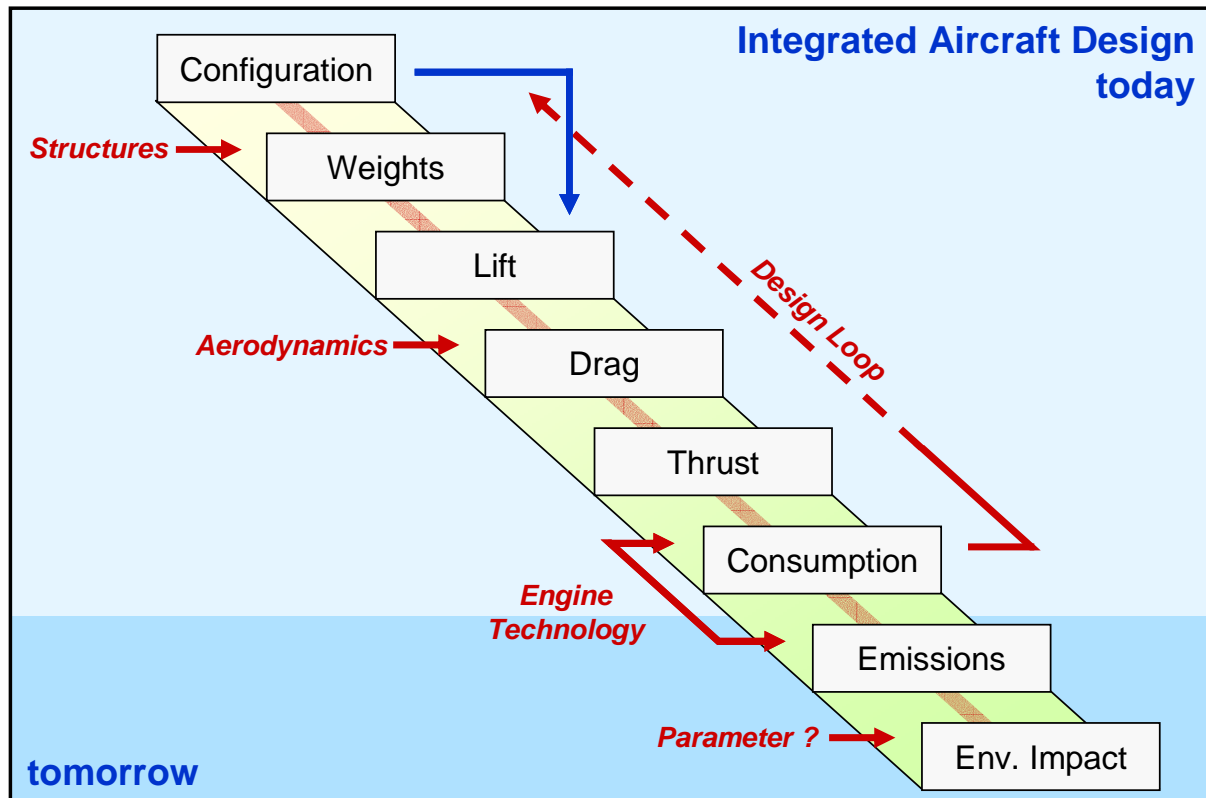 Integrated Aircraft Design
today
Configuration
Structures
Weights
Lift
Design Loop
Aerodynamics
Drag
Thrust
Consumption
Engine
Technology
Emissions
Parameter ?
Env. Impact
tomorrow